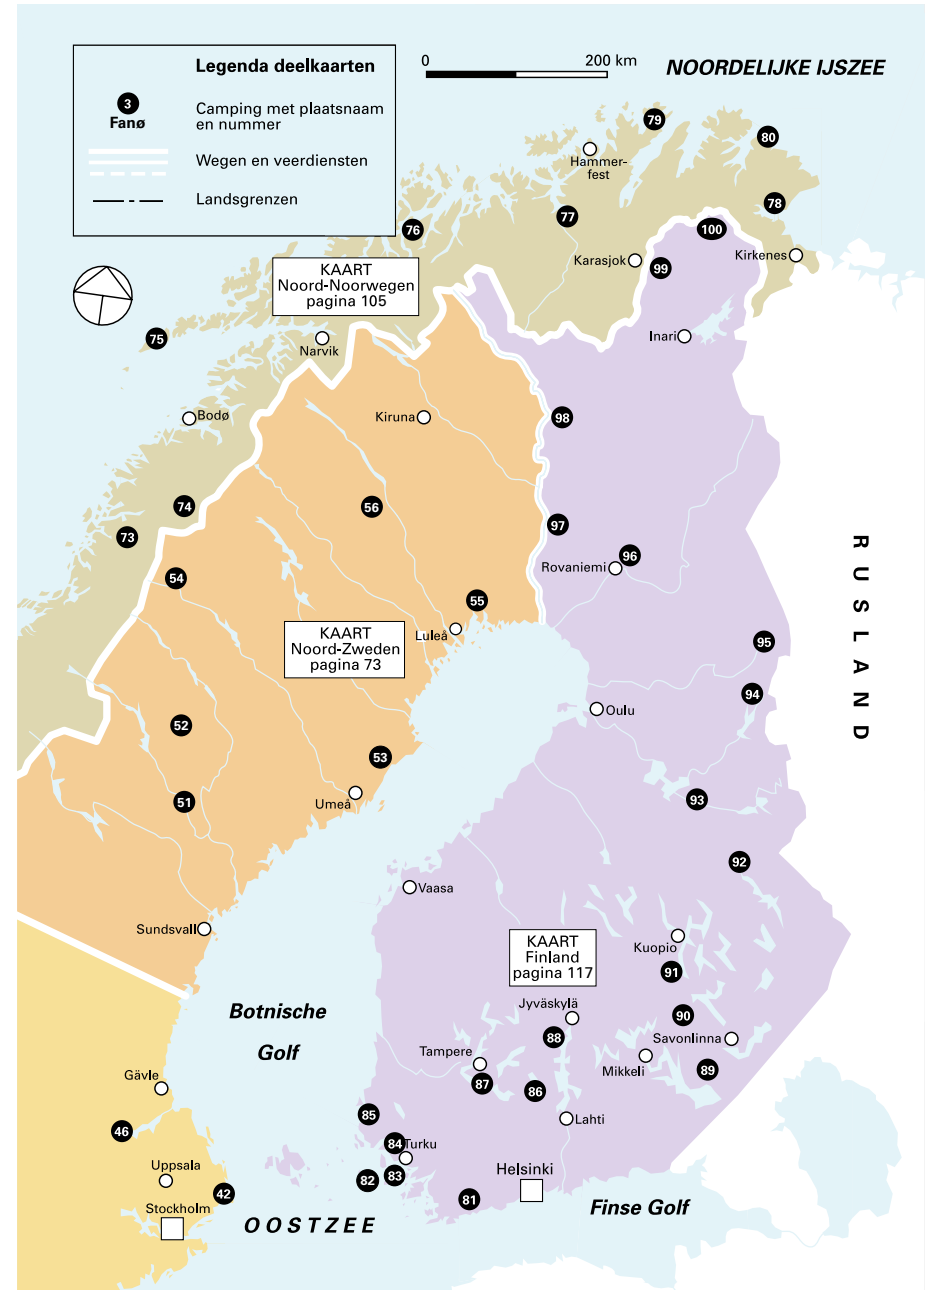 Legenda deelkaarten
3
Fanø
Camping met plaatsnaam
en nummer
Wegen en veerdiensten
Landsgrenzen
0
200 km
NOORDELIJKE IJSZEE
79
80
Hammer-
fest
78
77
76
100
Karasjok
99
Kirkenes
KAART
Noord-Noorwegen
pagina 105
75
Narvik
Inari
Bodø
Kiruna
98
56
74
97
73
96
Rovaniemi
54
55
Luleå
KAART
Noord-Zweden
pagina 73
95
94
RUSLAND
Oulu
52
53
51
Umeå
93
92
Vaasa
Sundsvall
KAART
Finland
pagina 117
Kuopio
91
Botnische
Golf
Jyväskylä
90
88
Savonlinna
Tampere
Mikkeli
89
87
86
Gävle
85
Lahti
46
84
Turku
Uppsala
82
83
Helsinki
42
81
Stockholm
OOSTZEE
Finse Golf